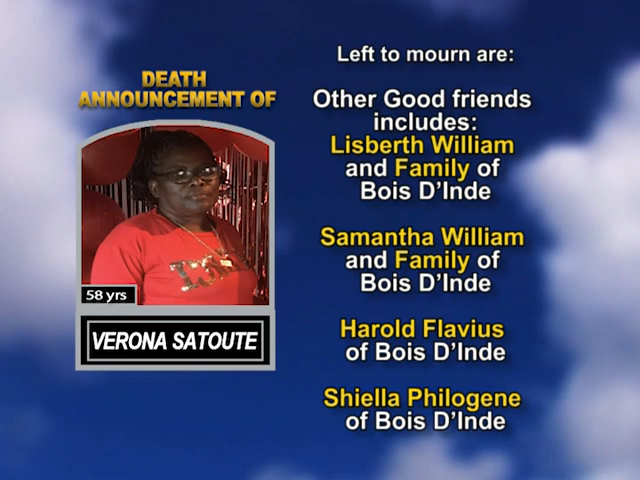 DEATH
ANNOUNCEMENT OF
58 yrs
VERONA SATOUTE
Left to mourn are:
Other Good friends
includes:
Lisberth William
and Family of
Bois D'Inde
Samantha William
and Family of
Bois D'Inde
Harold Flavius
of Bois D'Inde
Shiella Philogene
of Bois D'Inde